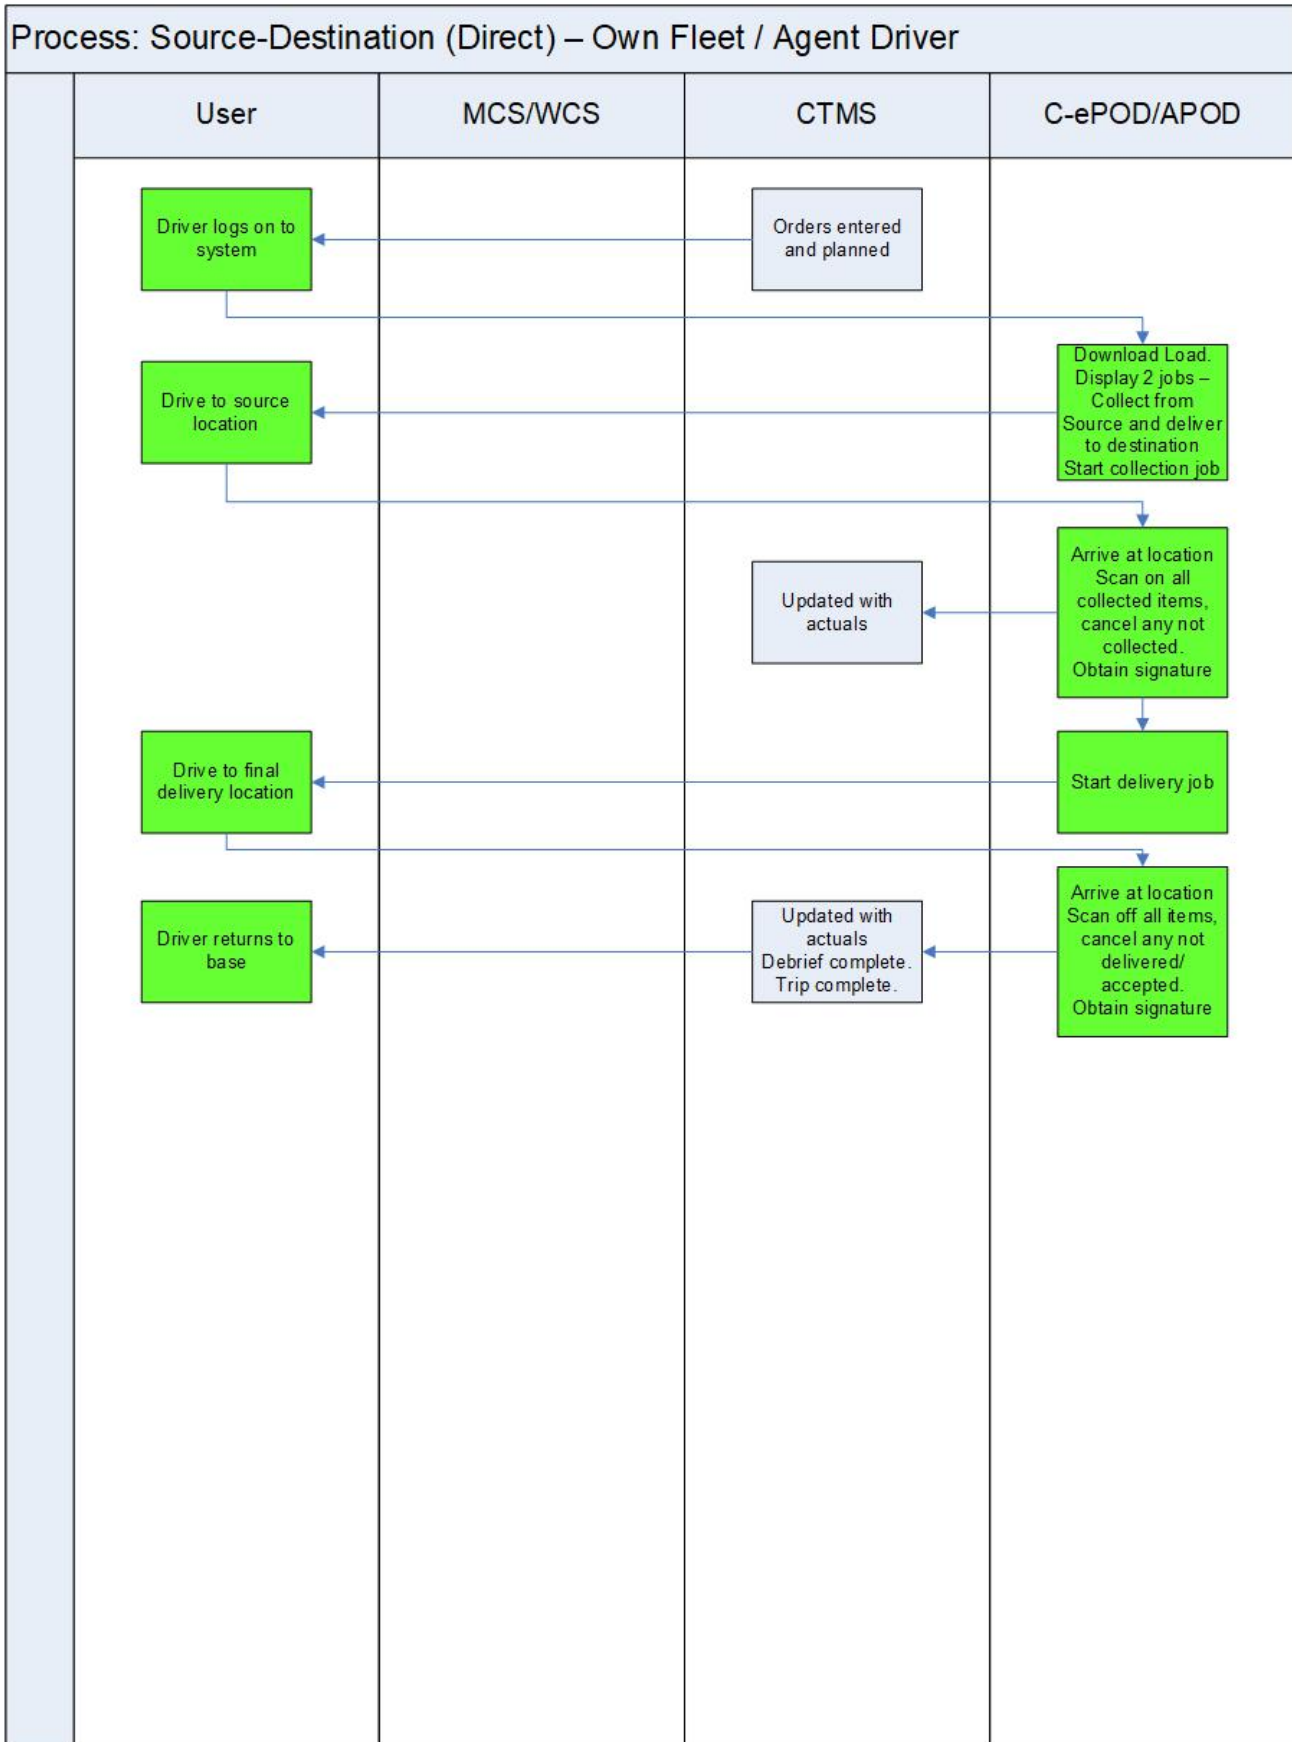 Process: Source-Destination (Direct) – Own Fleet / Agent Driver
User
MCS/WCS
CTMS
C-ePOD/APOD
Driver logs on to
system
Orders entered
and planned
Download Load.
Display 2 jobs –
Collect from
Source and deliver
to destination
Start collection job
Drive to source
location
Arrive at location
Scan on all
collected items,
cancel any not
collected.
Obtain signature
Updated with
actuals
Drive to final
delivery location
Start delivery job
Arrive at location
Scan off all items,
cancel any not
delivered/
accepted.
Obtain signature
Updated with
actuals
Debrief complete.
Trip complete.
Driver returns to
base